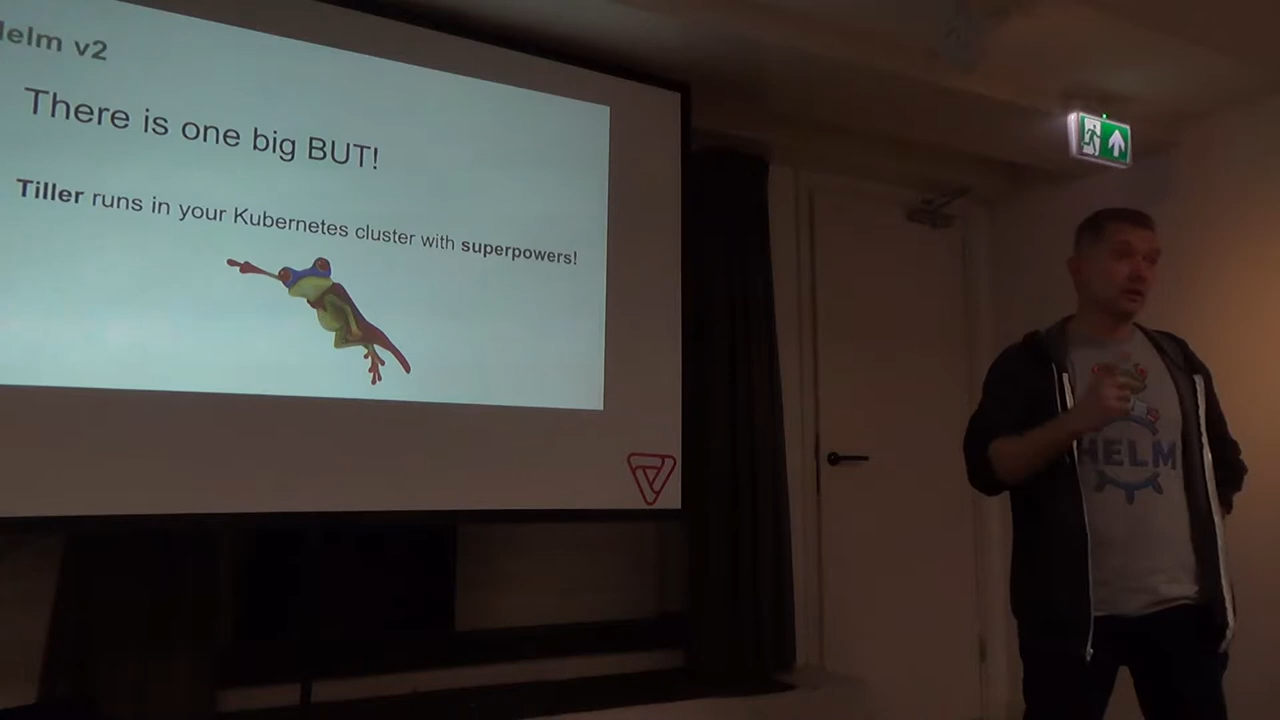 elm v2
There is one big BUT!
Tiller runs in your Kubernetes cluster with superpowers!
HELM